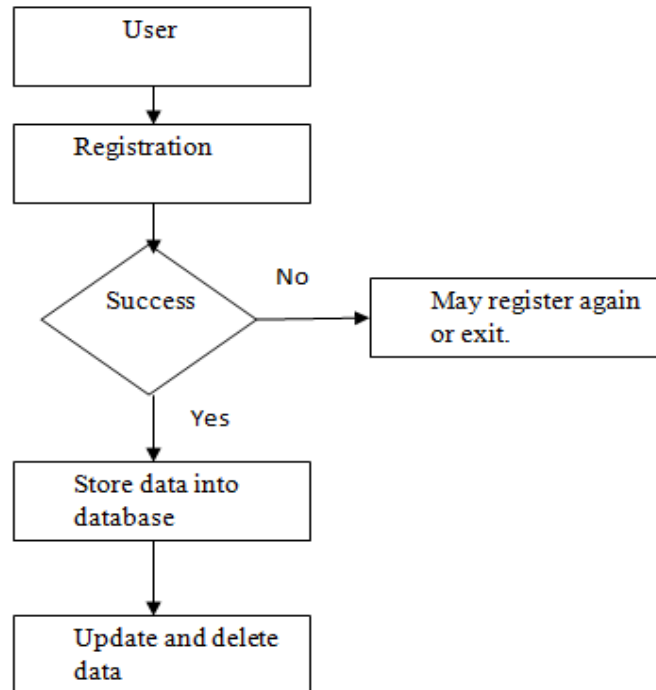 User
Registration
No
Success
May register again
or exit.
Yes
Store data into
database
Update and delete
data